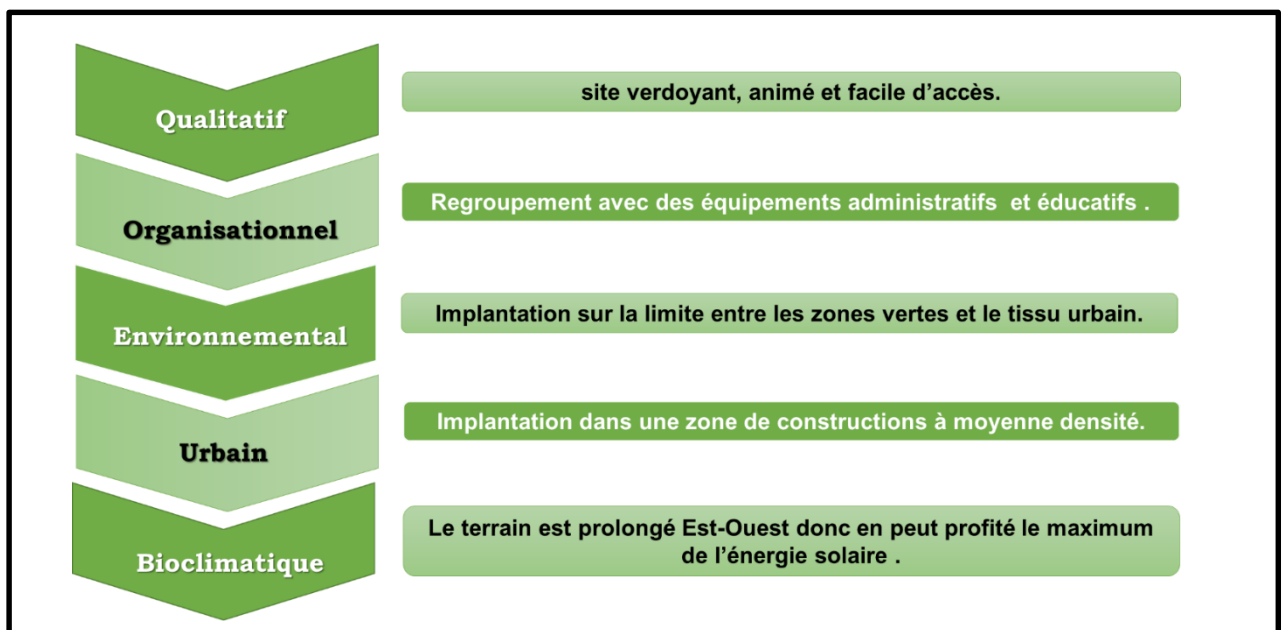 Qualitatif
site verdoyant, animé et facile d’accès.
Organisationnel
Regroupement avec des équipements administratifs et éducatifs .
Environnemental
Implantation sur la limite entre les zones vertes et le tissu urbain.
Urbain
Implantation dans une zone de constructions à moyenne densité.
Bioclimatique
Le terrain est prolongé Est-Ouest donc en peut profité le maximum
de l’énergie solaire .